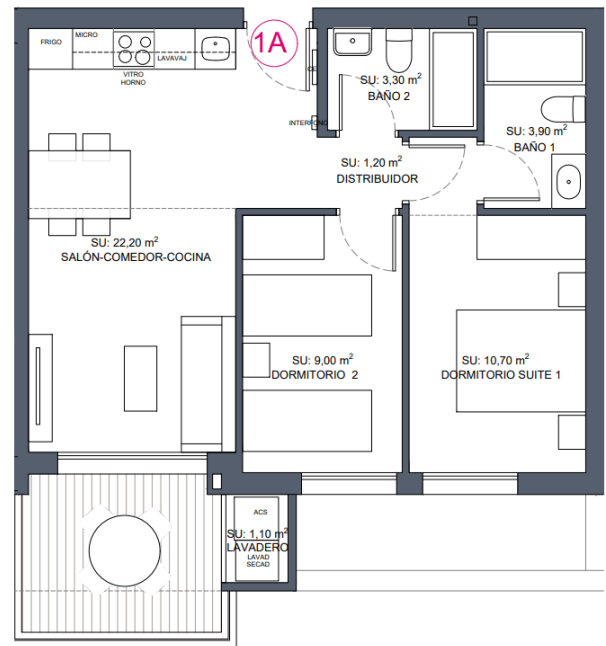 1A
FRIGO
MICRO
LAVAVAJ
VITRO
HORNO
INTERFONO
SU: 3,30 m²
BAÑO 2
SU: 3,90 m²
BAÑO 1
SU: 1,20 m²
DISTRIBUIDOR
SU: 22,20 m²
SALÓN-COMEDOR-COCINA
SU: 9,00 m²
DORMITORIO 2
SU: 10,70 m²
DORMITORIO SUITE 1
ACS
SU: 1,10 m²
LAVADERO
LAVAD
SECAD